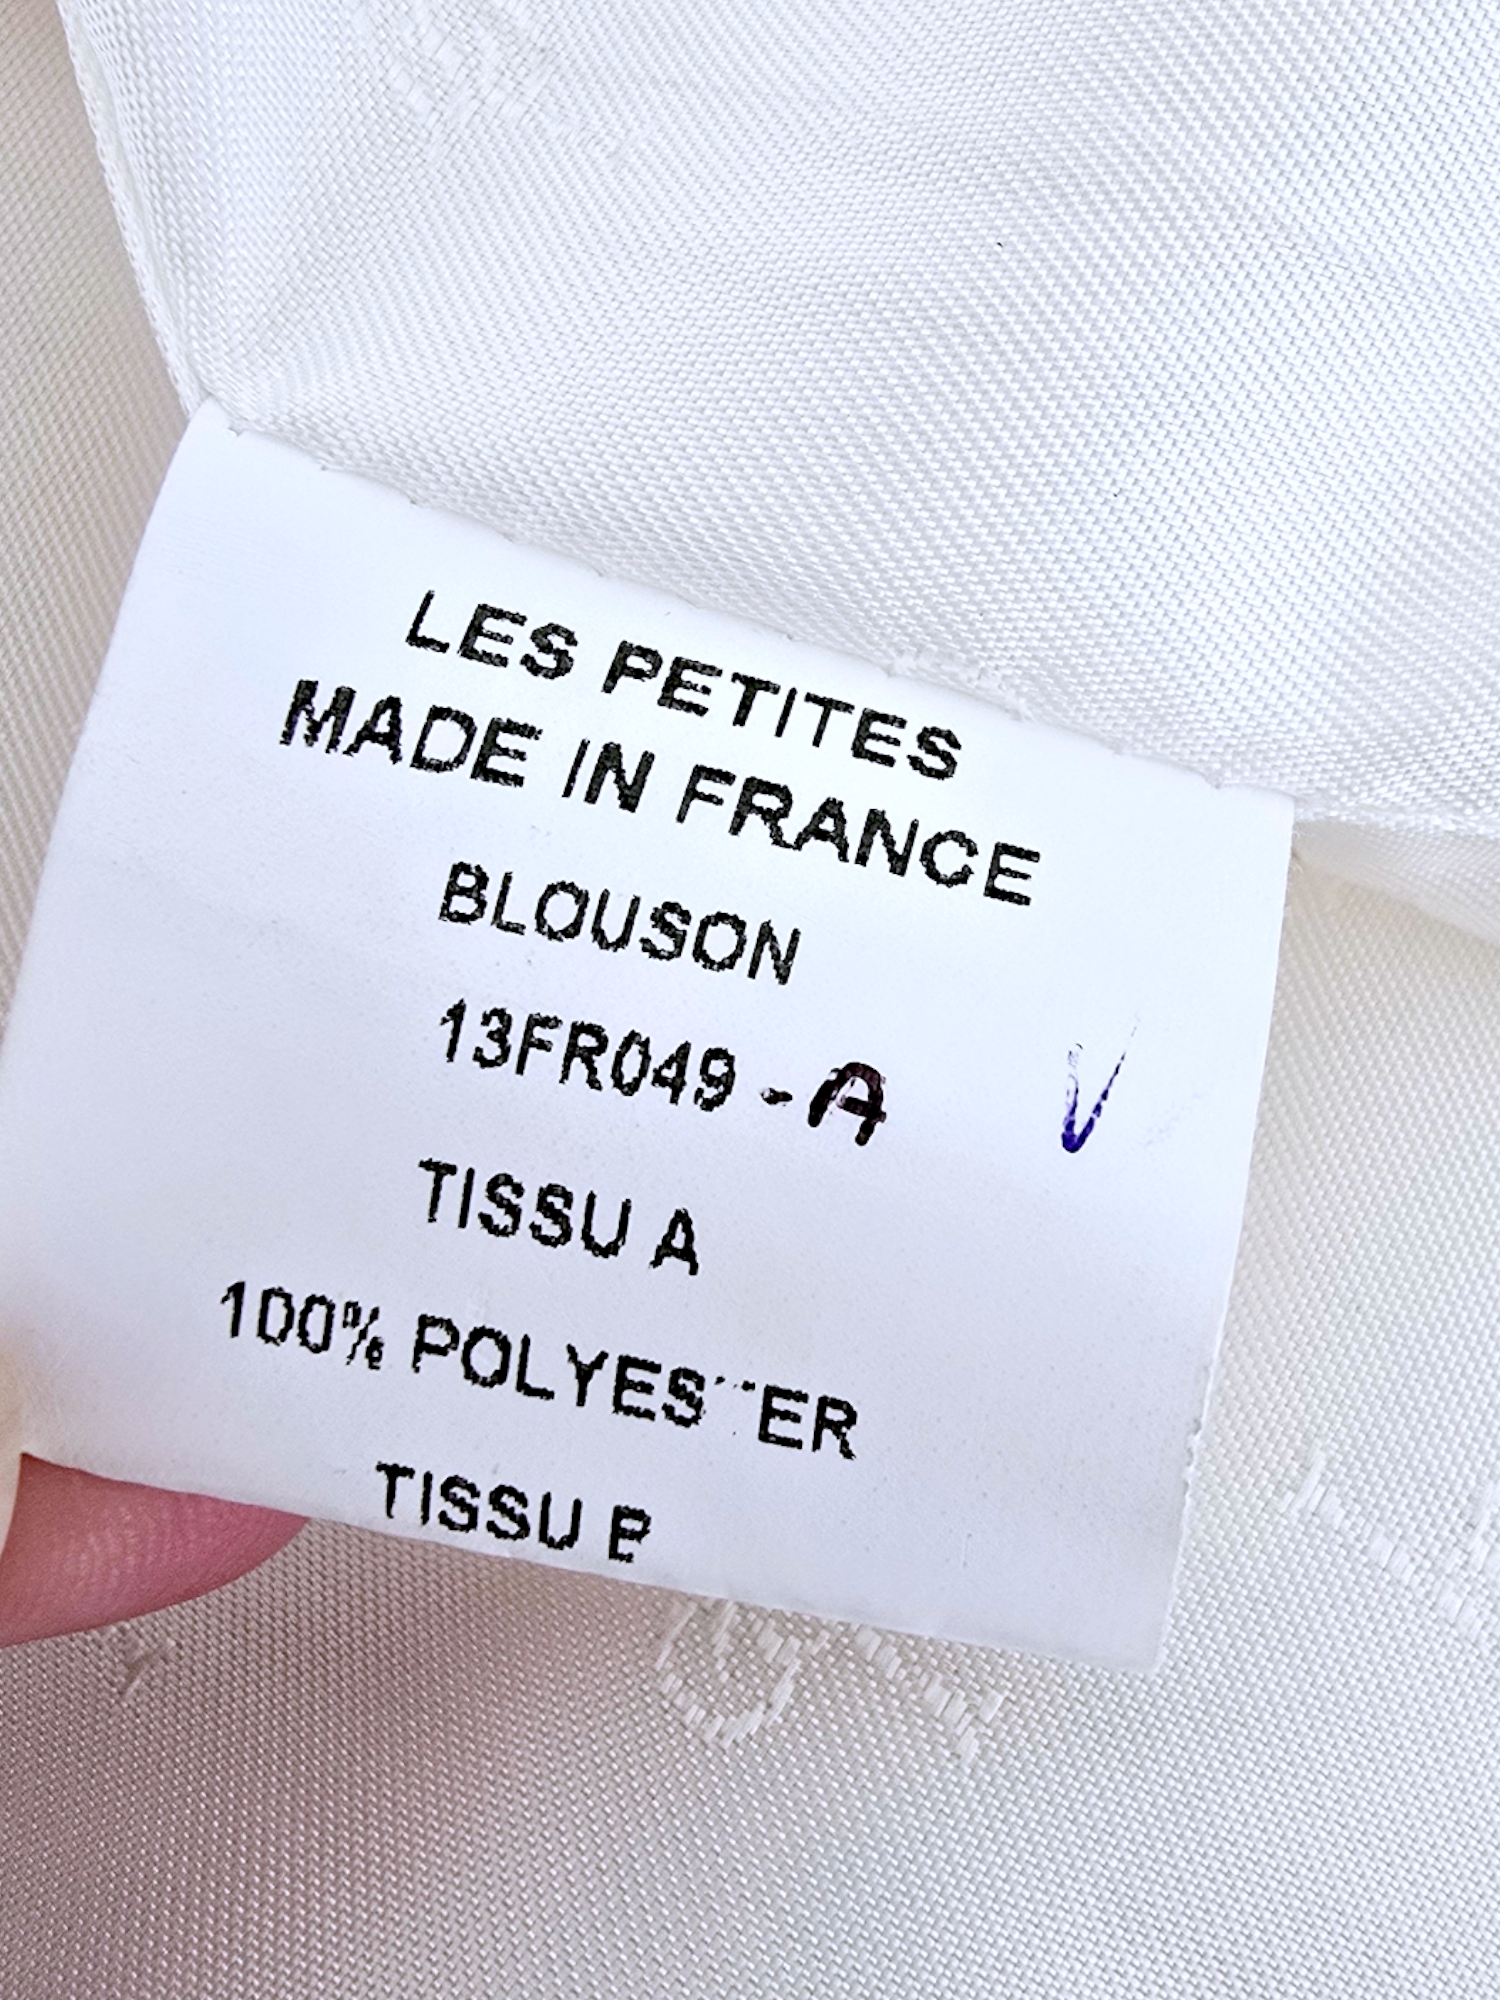 LES PETITES
MADE IN FRANCE
BLOUSON
13FR049 - A
V
TISSU A
100% POLYESTER
TISSU B